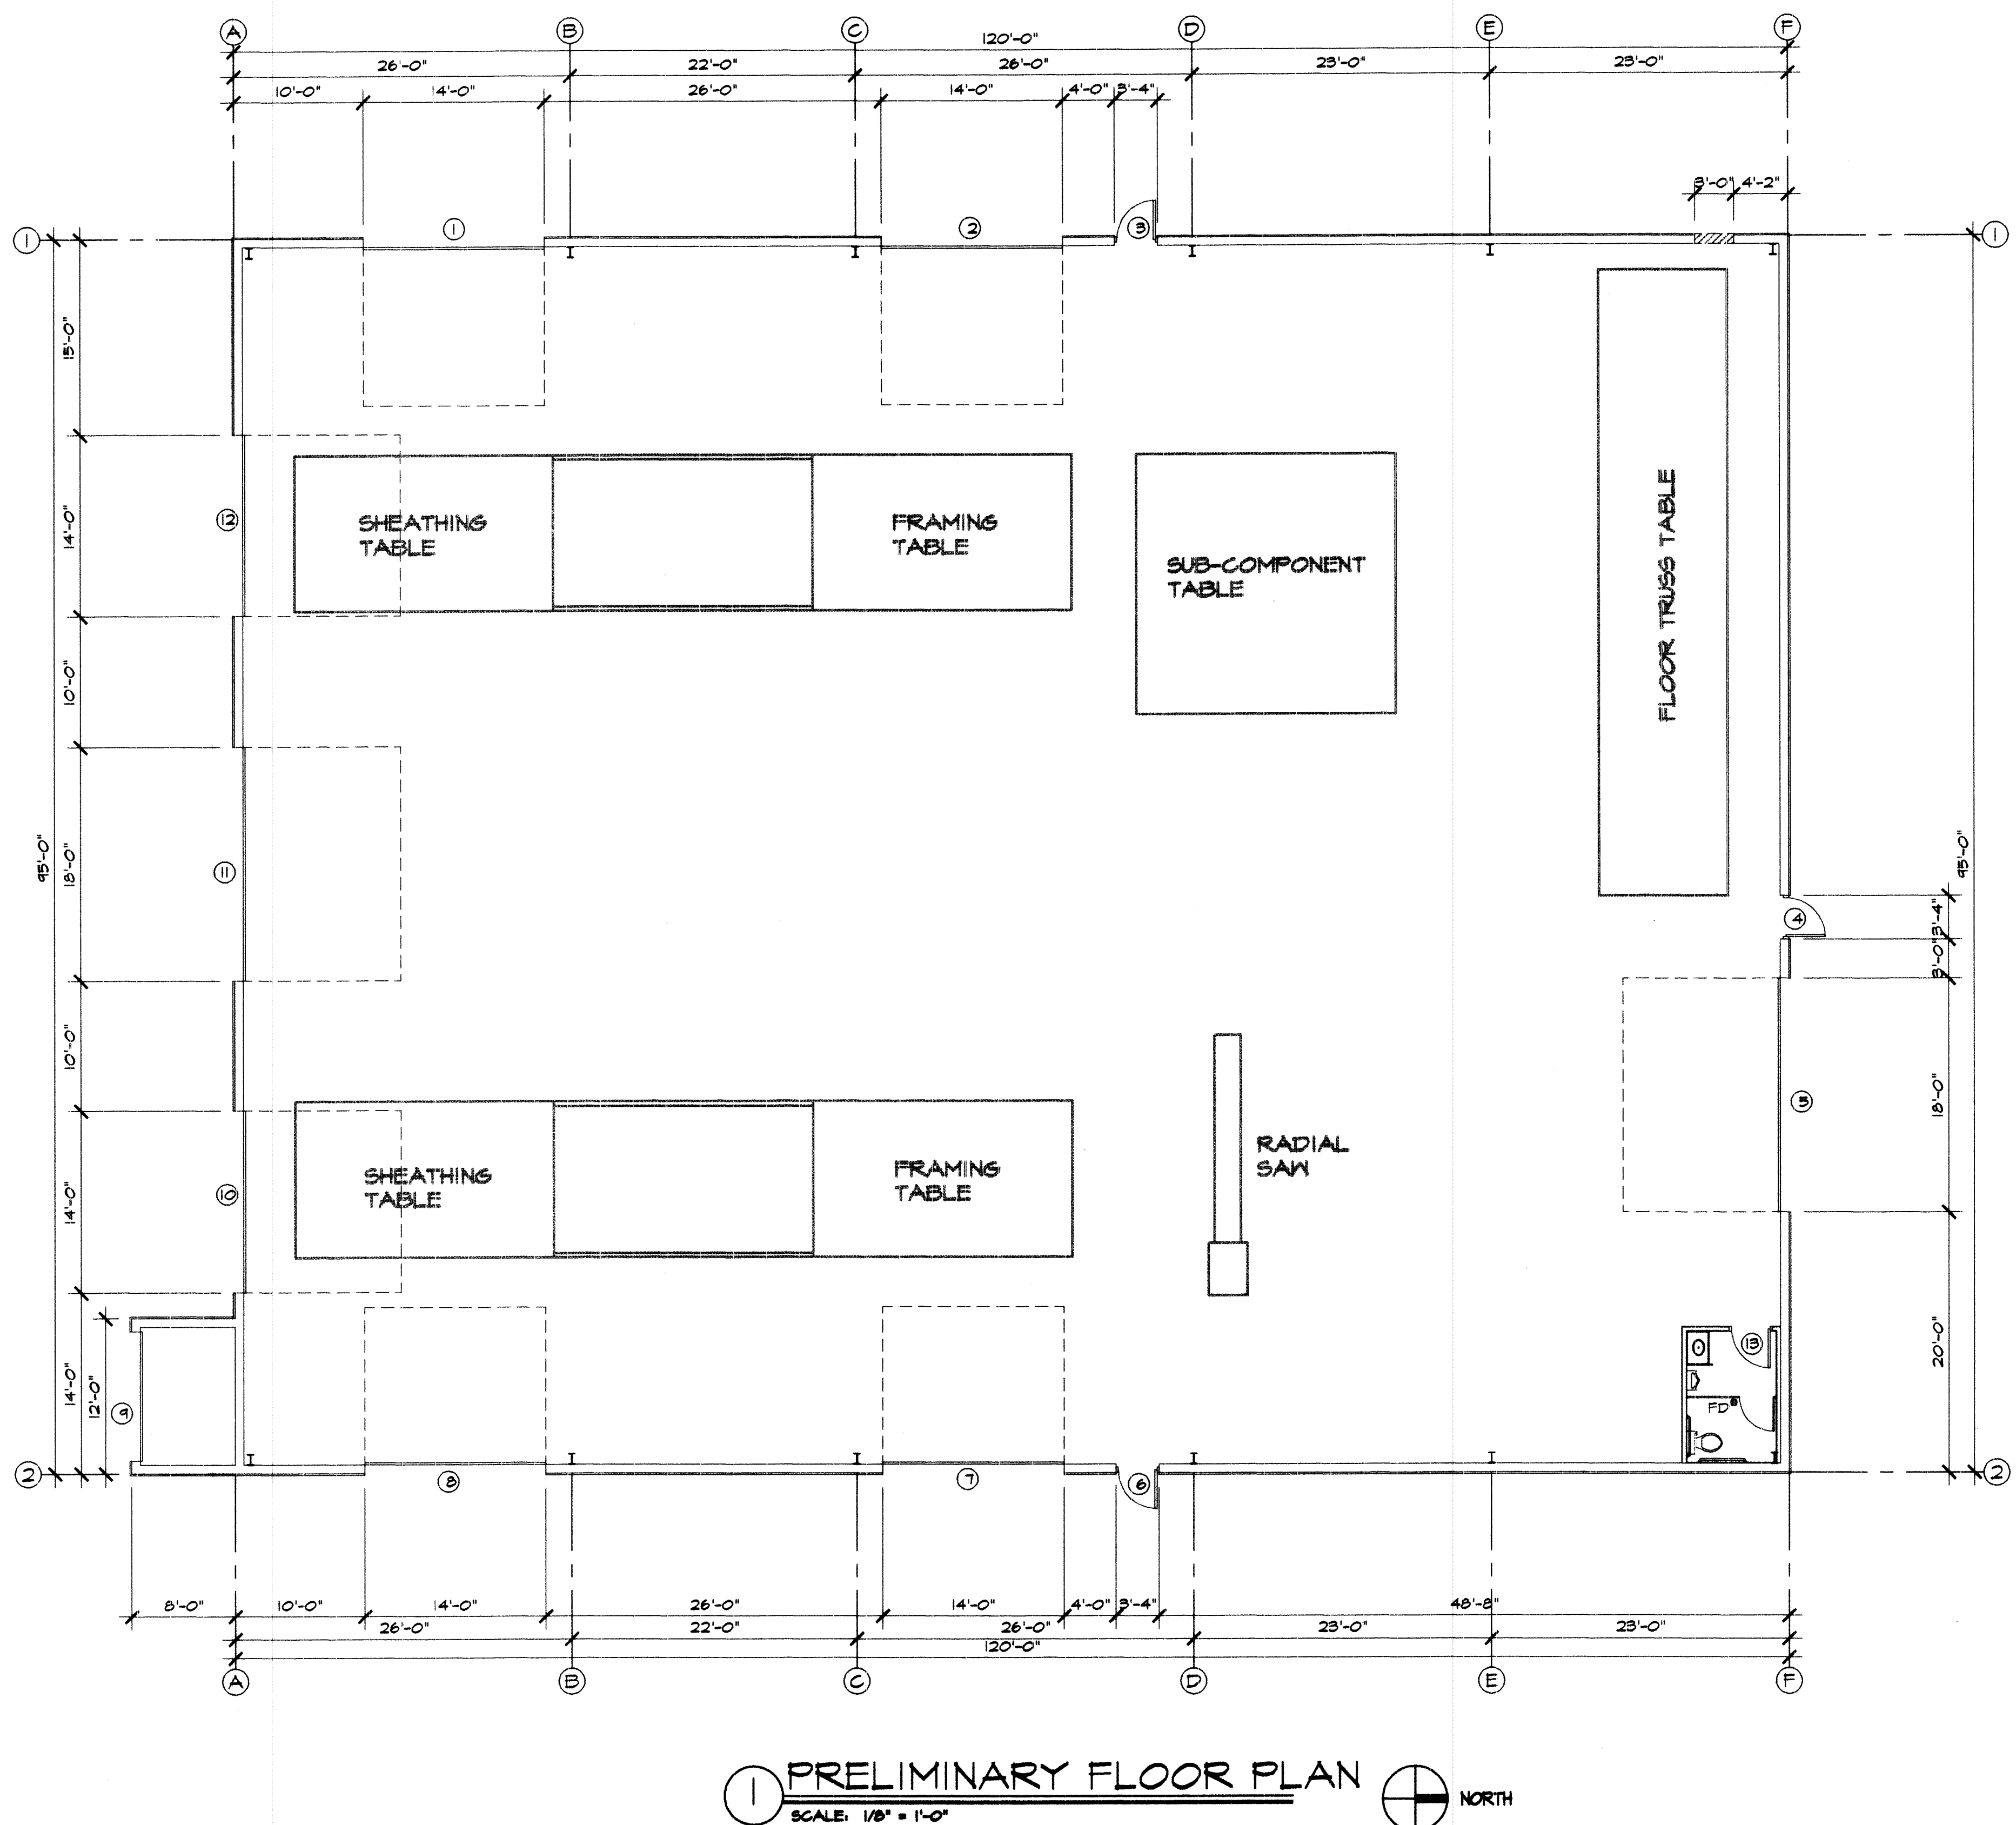 A B C D E F
120'-0"
26'-0" 22'-0" 26'-0" 23'-0" 23'-0"
10'-0" 14'-0" 26'-0" 14'-0" 4'-0" 3'-4"
3'-0" 4'-2"
1 1 2 3 1
15'-0"
14'-0"
10'-0"
18'-0"
95'-0"
10'-0"
14'-0"
14'-0"
12'-0"
12
11
10
9
SHEATHING
TABLE
FRAMING
TABLE
SUB-COMPONENT
TABLE
FLOOR TRUSS TABLE
4
3'-4"
3'-0"
95'-0"
18'-0"
5
20'-0"
SHEATHING
TABLE
FRAMING
TABLE
RADIAL
SAW
13
FD
2 8 7 6 2
8'-0" 10'-0" 14'-0" 26'-0" 14'-0" 4'-0" 3'-4" 48'-8"
26'-0" 22'-0" 26'-0" 23'-0" 23'-0"
120'-0"
A B C D E F
1 PRELIMINARY FLOOR PLAN
SCALE: 1/8" = 1'-0"
NORTH